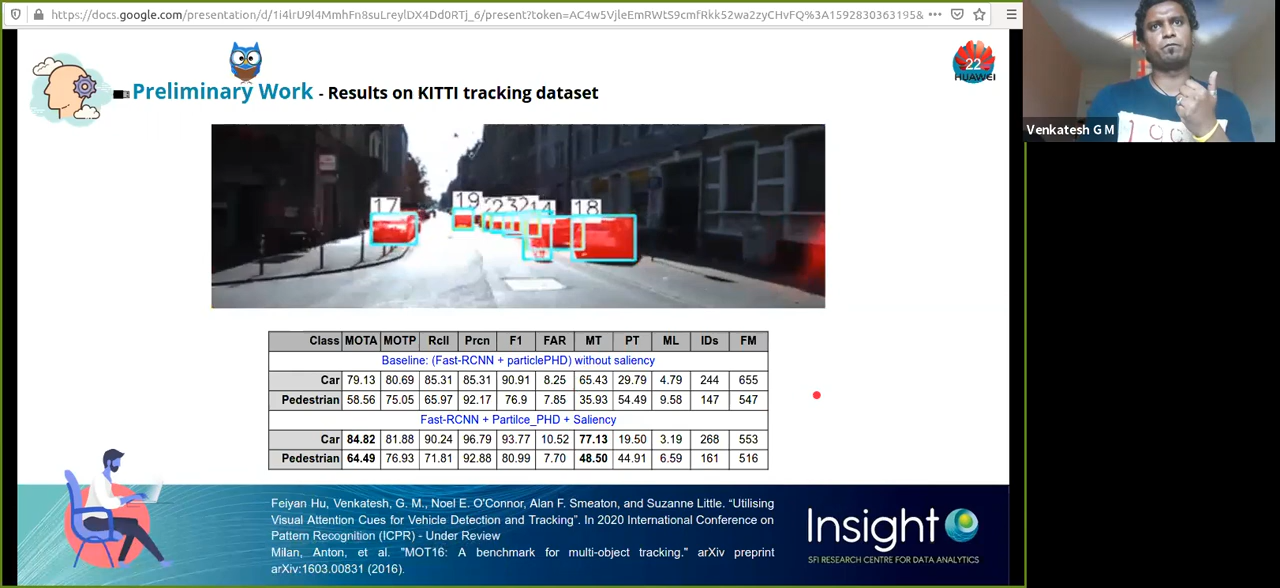 https://docs.google.com/presentation/d/1i4lrU9l4MmhFn8suLreylDX4Dd0RTj_6/present?token=AC4w5VjleEmRWtS9cmfRkk52wa2zyCHvFQ%3A1592830363195&
22
HUAWEI
Preliminary Work - Results on KITTI tracking dataset
Venkatesh G M
17 19 18
Class MOTA MOTP Rcll Prcn F1 FAR MT PT ML IDs FM
Baseline: (Fast-RCNN + particlePHD) without saliency
Car 79.13 80.69 85.31 85.31 90.91 8.25 65.43 29.79 4.79 244 655
Pedestrian 58.56 75.05 65.97 92.17 76.9 7.85 35.93 54.49 9.58 147 547
Fast-RCNN + Partilce_PHD + Saliency
Car 84.82 81.88 90.24 96.79 93.77 10.52 77.13 19.50 3.19 268 553
Pedestrian 64.49 76.93 71.81 92.88 80.99 7.70 48.50 44.91 6.59 161 516
Feiyan Hu, Venkatesh, G. M., Noel E. O'Connor, Alan F. Smeaton, and Suzanne Little. "Utilising
Visual Attention Cues for Vehicle Detection and Tracking". In 2020 International Conference on
Pattern Recognition (ICPR) - Under Review
Milan, Anton, et al. "MOT16: A benchmark for multi-object tracking." arXiv preprint
arXiv:1603.00831 (2016).
Insight
SFI RESEARCH CENTRE FOR DATA ANALYTICS